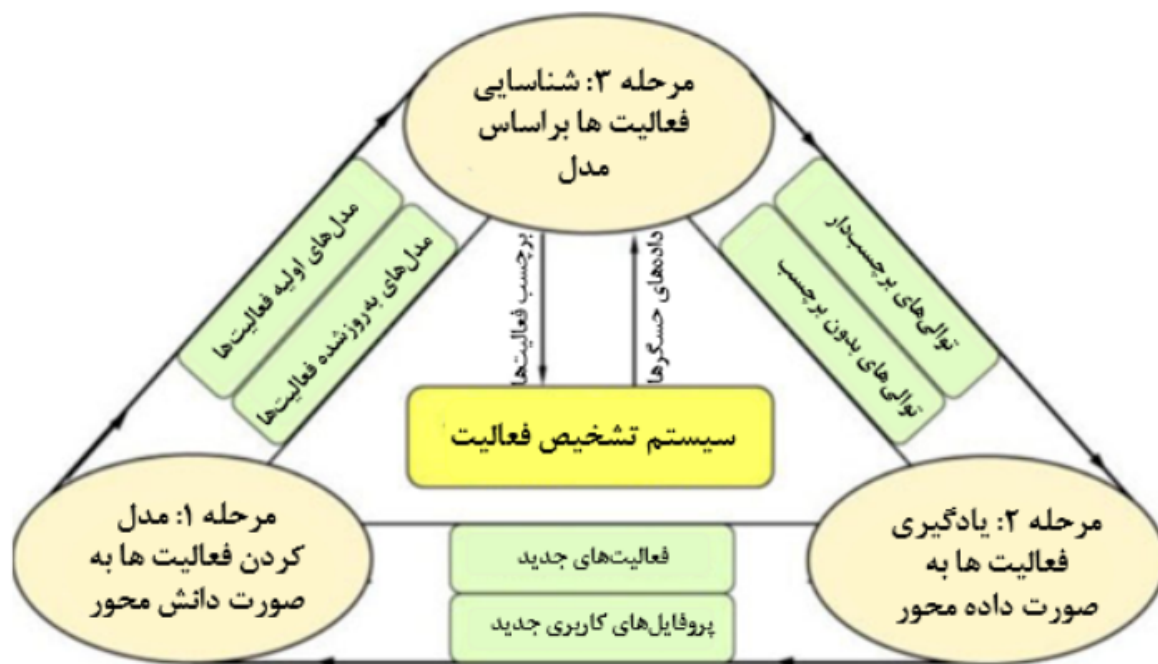 مرحله ۳: شناسایی
فعالیت ها براساس
مدل
مدل‌های اولیه فعالیت‌ها
مدل‌های به‌روزشده فعالیت‌ها
توالی‌های برچسب‌دار
توالی‌های بدون برچسب
برچسب فعالیت‌ها
داده‌های حسگرها
سیستم تشخیص فعالیت
مرحله ۲: یادگیری
فعالیت ها به
صورت داده محور
مرحله ۱: مدل
کردن فعالیت ها به
صورت دانش محور
فعالیت‌های جدید
پروفایل‌های کاربری جدید